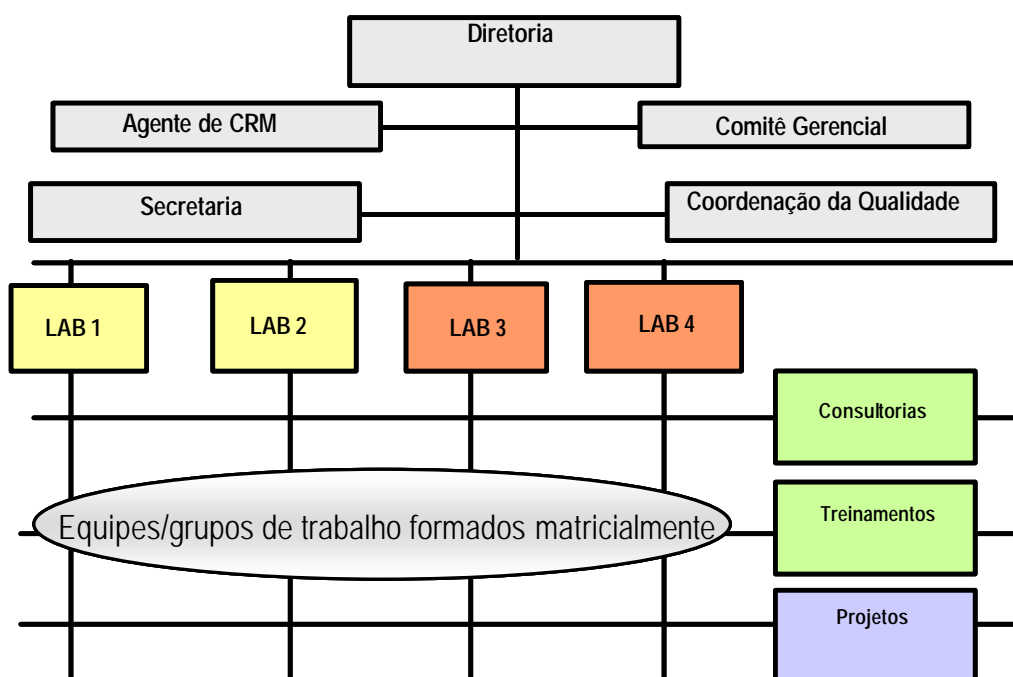 Diretoria
Agente de CRM
Comitê Gerencial
Secretaria
Coordenação da Qualidade
LAB 1
LAB 2
LAB 3
LAB 4
Consultorias
Equipes/grupos de trabalho formados matricialmente
Treinamentos
Projetos